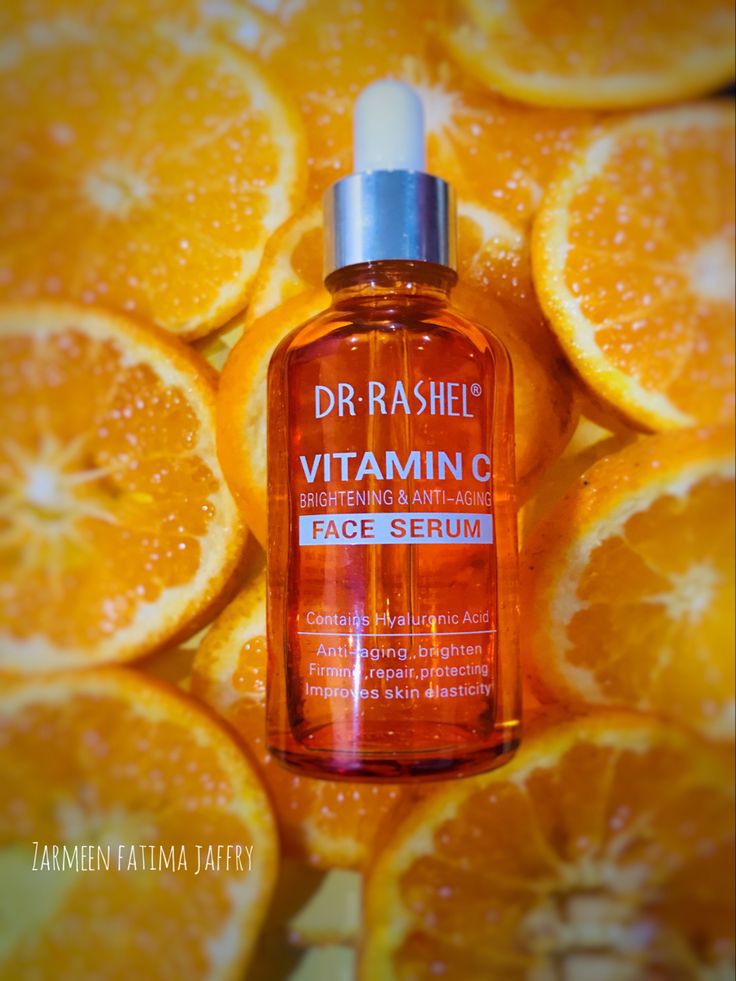 DR·RASHEL®
VITAMIN C
BRIGHTENING & ANTI-AGING
FACE SERUM
Contains Hyaluronic Acid
Anti-aging, brighten
Firming, repair, protecting
Improves skin elasticity
ZARMEEN FATIMA JAFFRY